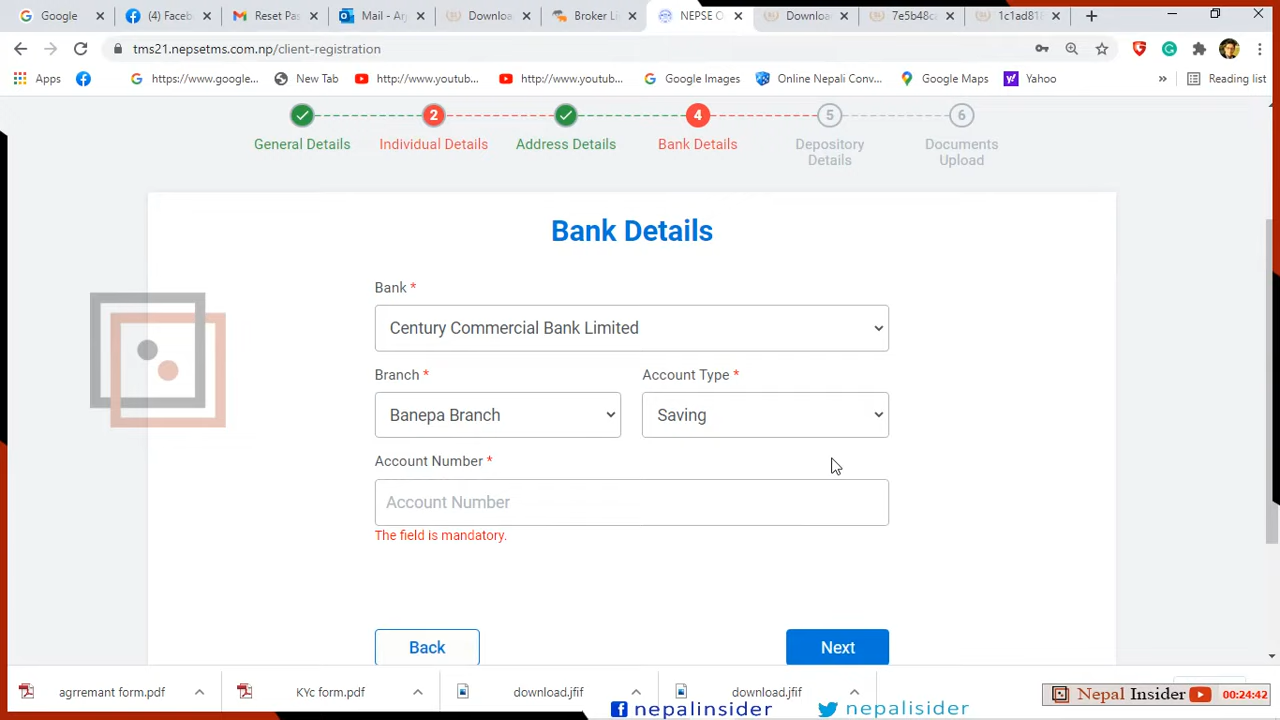 Google
(4) Face
Reset Pa
Mail - A
Downloa
Broker Li
NEPSE O
Downloa
7e5b48c
1c1ad81
tms21.nepsetms.com.np/client-registration
Apps
https://www.google...
New Tab
http://www.youtub...
http://www.youtub...
Google Images
Online Nepali Conv...
Google Maps
Yahoo
»
Reading list
2
4
5
6
General Details
Individual Details
Address Details
Bank Details
Depository
Details
Documents
Upload
Bank Details
Bank *
Century Commercial Bank Limited
Branch *
Account Type *
Banepa Branch
Saving
Account Number *
Account Number
The field is mandatory.
Back
Next
agrremant form.pdf
KYc form.pdf
download.jfif
download.jfif
nepalinsider
nepalisider
Nepal Insider
00:24:42